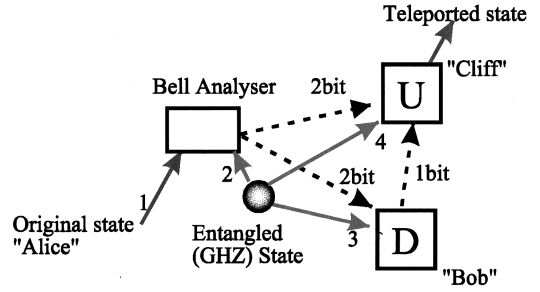 Teleported state
"Cliff"
Bell Analyser
2bit
U
4
2
2bit
1bit
1
Original state
"Alice"
Entangled
(GHZ) State
3
D
"Bob"